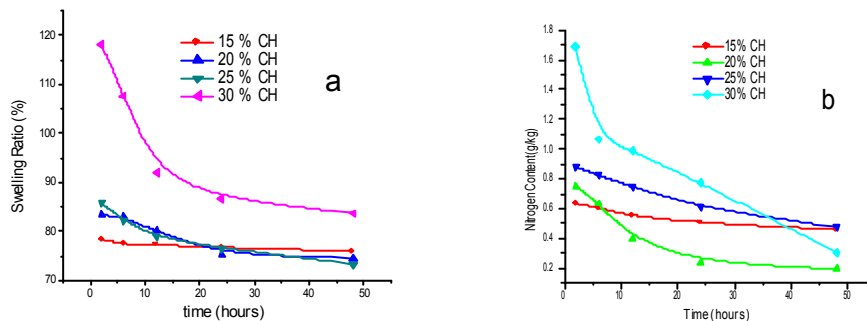 120
110
100
90
80
70
Swelling Ratio (%)
15 % CH
20 % CH
25 % CH
30 % CH
a
0 10 20 30 40 50
time (hours)
1.8
1.6
1.4
1.2
1.0
0.8
0.6
0.4
0.2
Nitrogen Content(g/kg)
15% CH
20% CH
25% CH
30% CH
b
0 10 20 30 40 50
Time (hours)